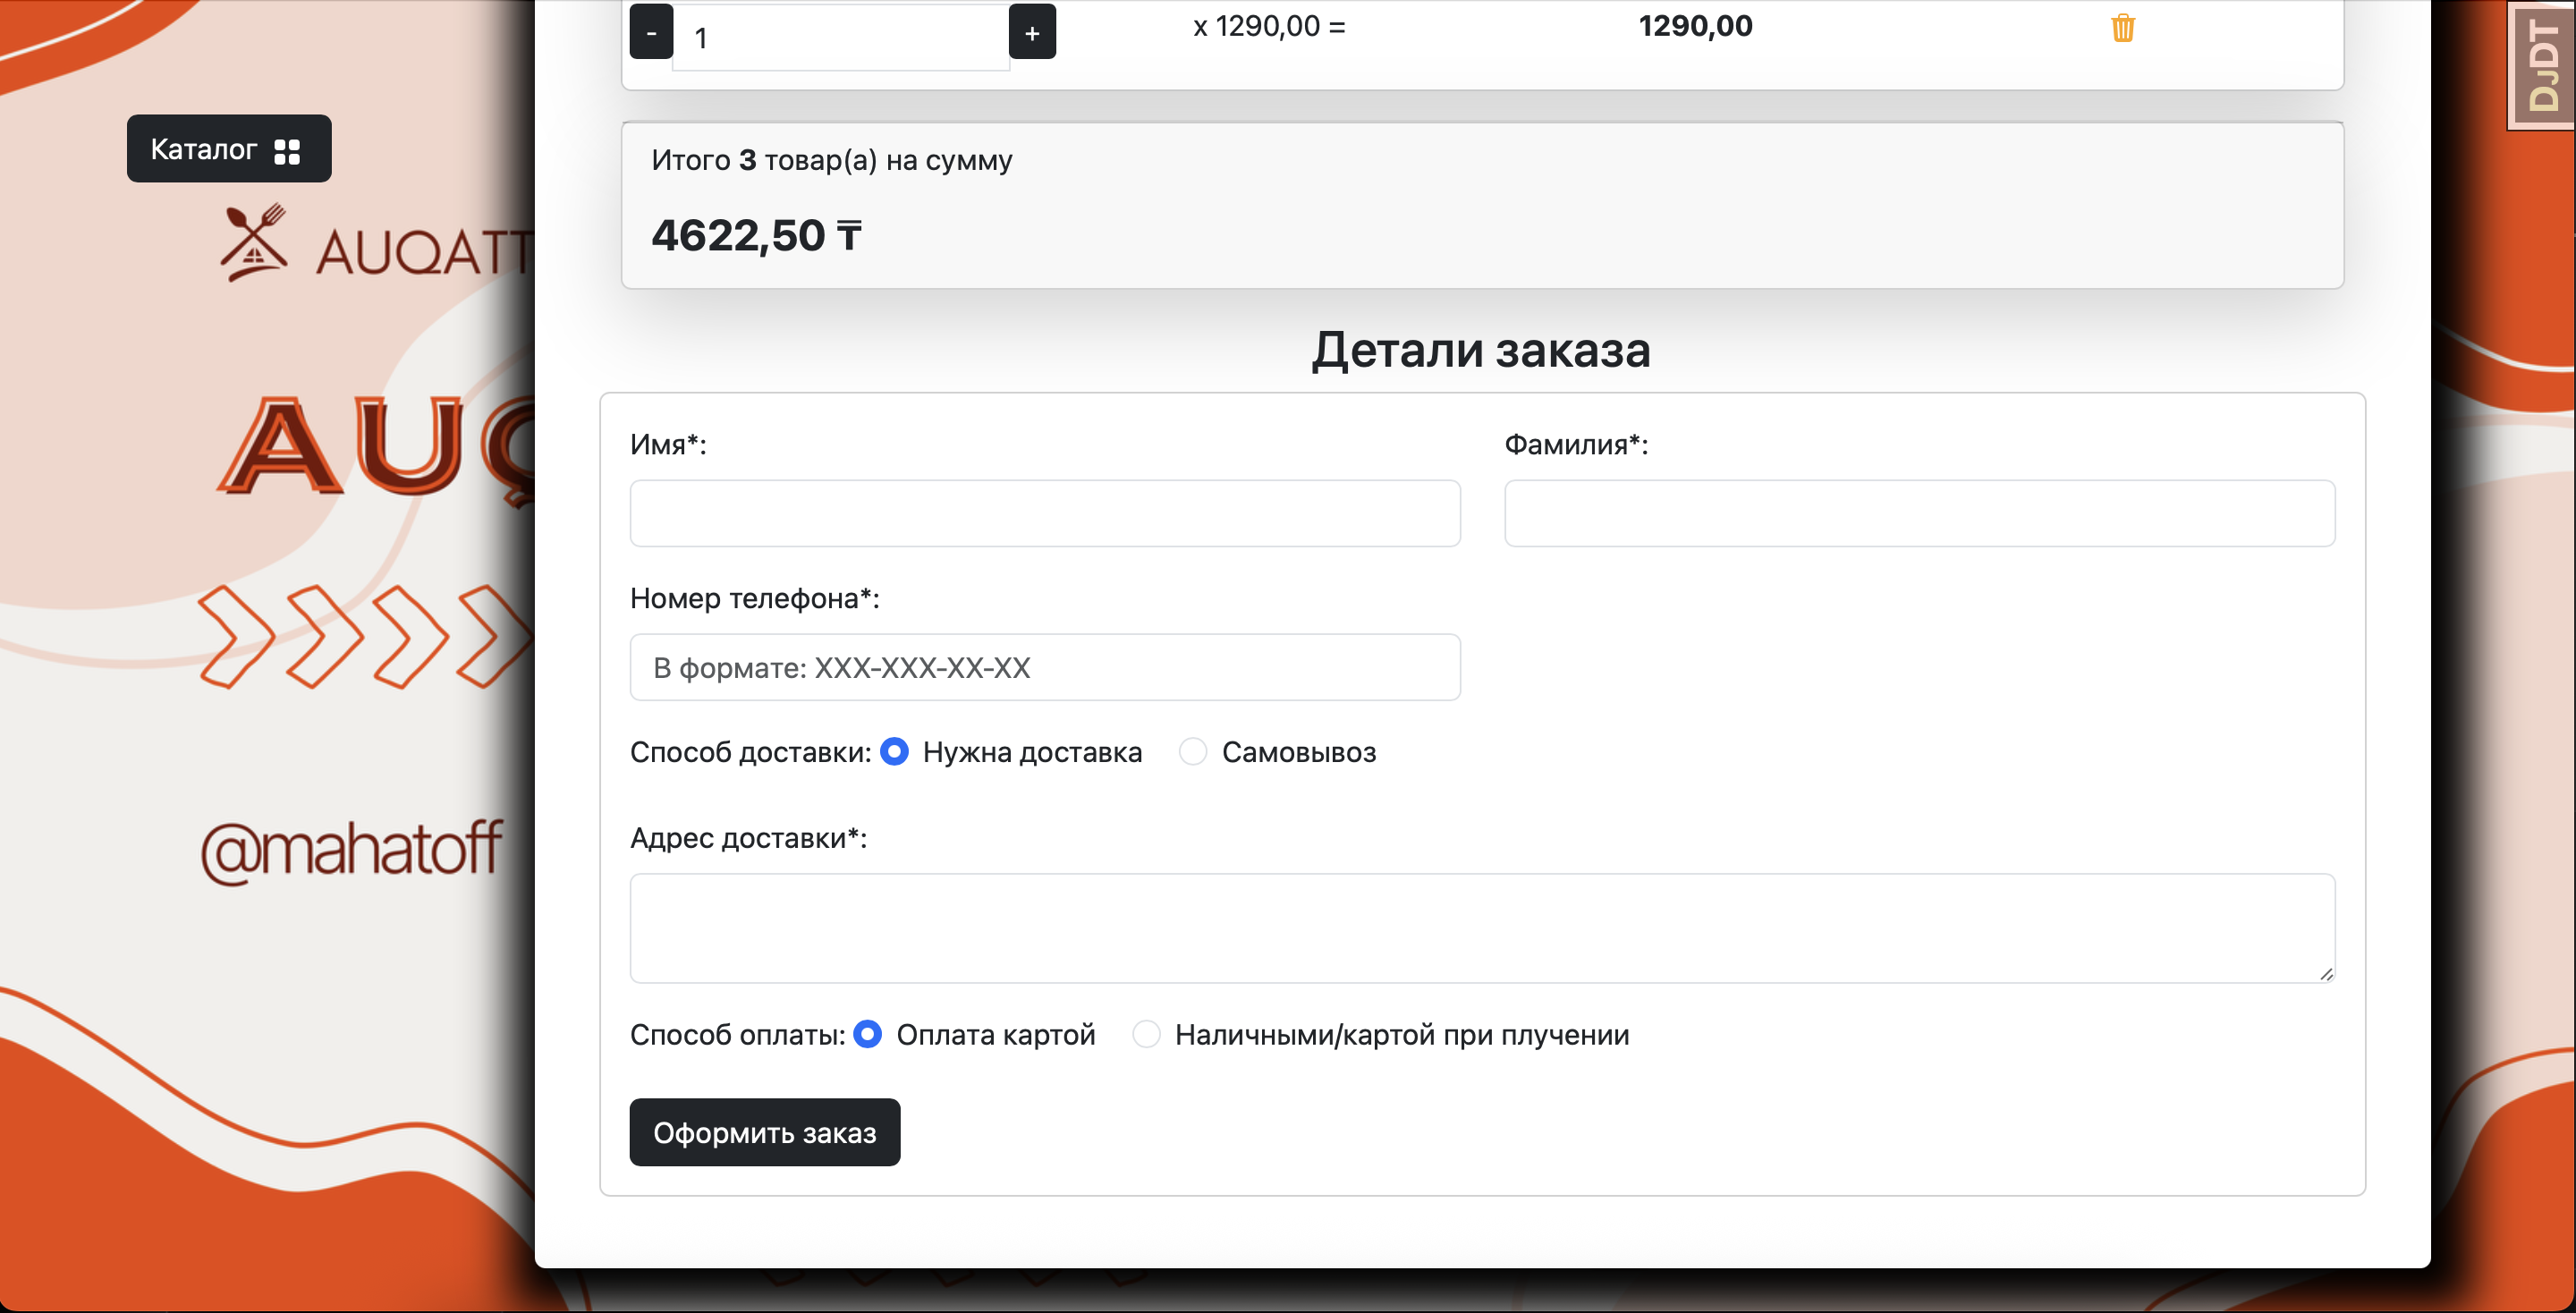 - 1 + x 1290,00 = 1290,00
DJDT
Каталог
Итого 3 товар(а) на сумму
4622,50 ₸
AUQATT
Детали заказа
AUQ
Имя*: Фамилия*:
Номер телефона*:
В формате: XXX-XXX-XX-XX
Способ доставки: Нужна доставка Самовывоз
@mahatoff
Адрес доставки*:
Способ оплаты: Оплата картой Наличными/картой при плучении
Оформить заказ